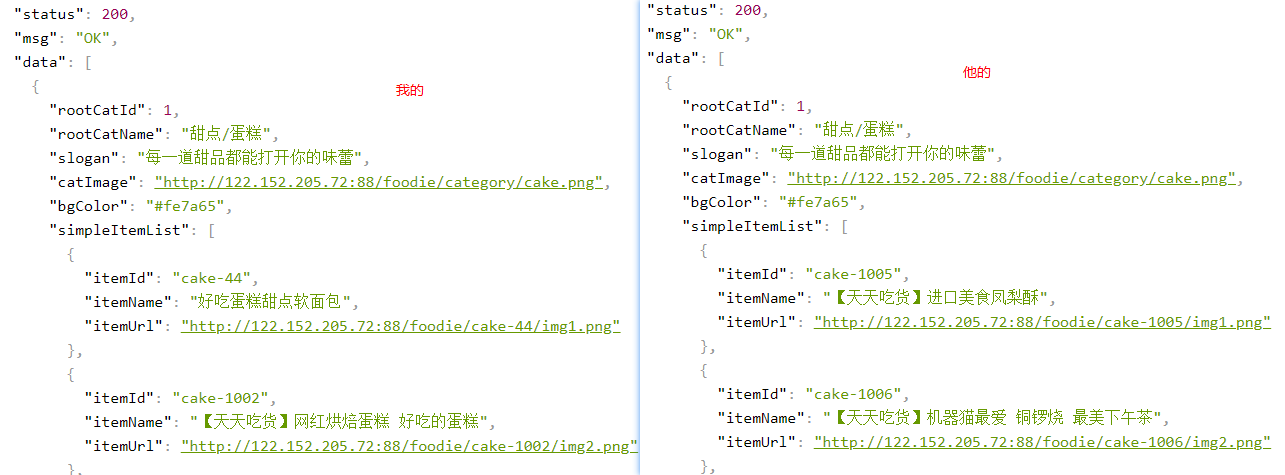 "status": 200,
"msg": "OK",
"data": [
{
我的
"rootCatId": 1,
"rootCatName": "甜点/蛋糕",
"slogan": "每一道甜品都能打开你的味蕾",
"catImage": "http://122.152.205.72:88/foodie/category/cake.png",
"bgColor": "#fe7a65",
"simpleItemList": [
{
"itemId": "cake-44",
"itemName": "好吃蛋糕甜点软面包",
"itemUrl": "http://122.152.205.72:88/foodie/cake-44/img1.png"
},
{
"itemId": "cake-1002",
"itemName": "【天天吃货】网红烘焙蛋糕 好吃的蛋糕",
"itemUrl": "http://122.152.205.72:88/foodie/cake-1002/img2.png"
},
"status": 200,
"msg": "OK",
"data": [
他的
{
"rootCatId": 1,
"rootCatName": "甜点/蛋糕",
"slogan": "每一道甜品都能打开你的味蕾",
"catImage": "http://122.152.205.72:88/foodie/category/cake.png",
"bgColor": "#fe7a65",
"simpleItemList": [
{
"itemId": "cake-1005",
"itemName": "【天天吃货】进口美食凤梨酥",
"itemUrl": "http://122.152.205.72:88/foodie/cake-1005/img1.png"
},
{
"itemId": "cake-1006",
"itemName": "【天天吃货】机器猫最爱 铜锣烧 最美下午茶",
"itemUrl": "http://122.152.205.72:88/foodie/cake-1006/img2.png"
},